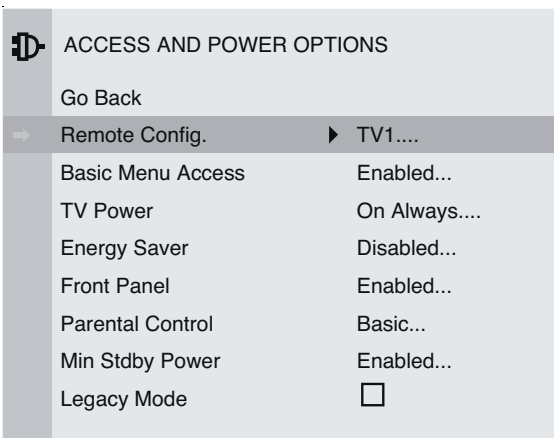 ACCESS AND POWER OPTIONS
Go Back
Remote Config. TV1....
Basic Menu Access Enabled...
TV Power On Always....
Energy Saver Disabled...
Front Panel Enabled...
Parental Control Basic...
Min Stdby Power Enabled...
Legacy Mode